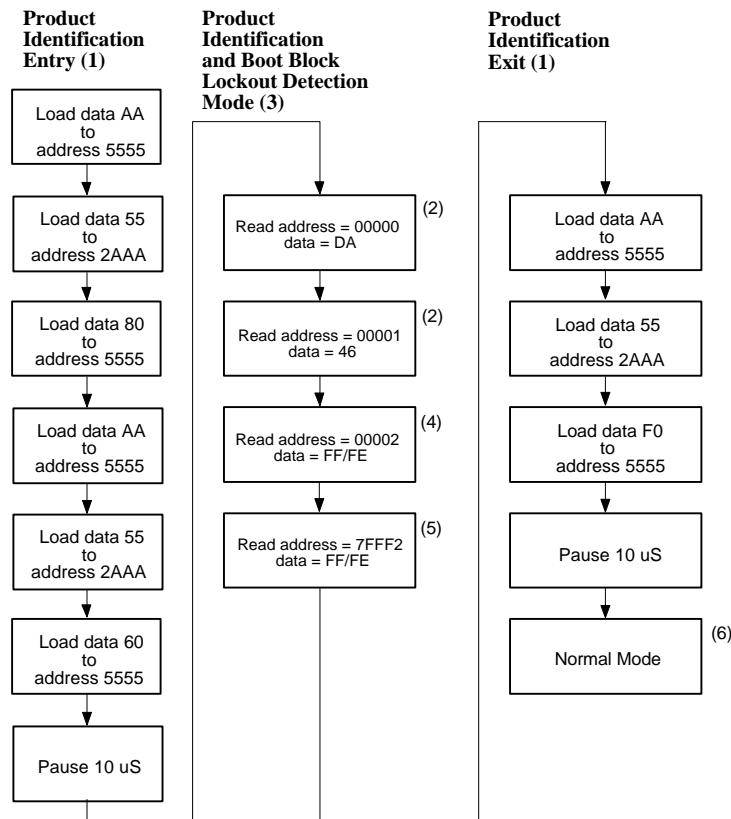 Product
Identification
Entry (1)
Load data AA
to
address 5555
Load data 55
to
address 2AAA
Load data 80
to
address 5555
Load data AA
to
address 5555
Load data 55
to
address 2AAA
Load data 60
to
address 5555
Pause 10 uS
Product
Identification
and Boot Block
Lockout Detection
Mode (3)
Read address = 00000
data = DA
(2)
Read address = 00001
data = 46
(2)
Read address = 00002
data = FF/FE
(4)
Read address = 7FFF2
data = FF/FE
(5)
Product
Identification
Exit (1)
Load data AA
to
address 5555
Load data 55
to
address 2AAA
Load data F0
to
address 5555
Pause 10 uS
Normal Mode
(6)